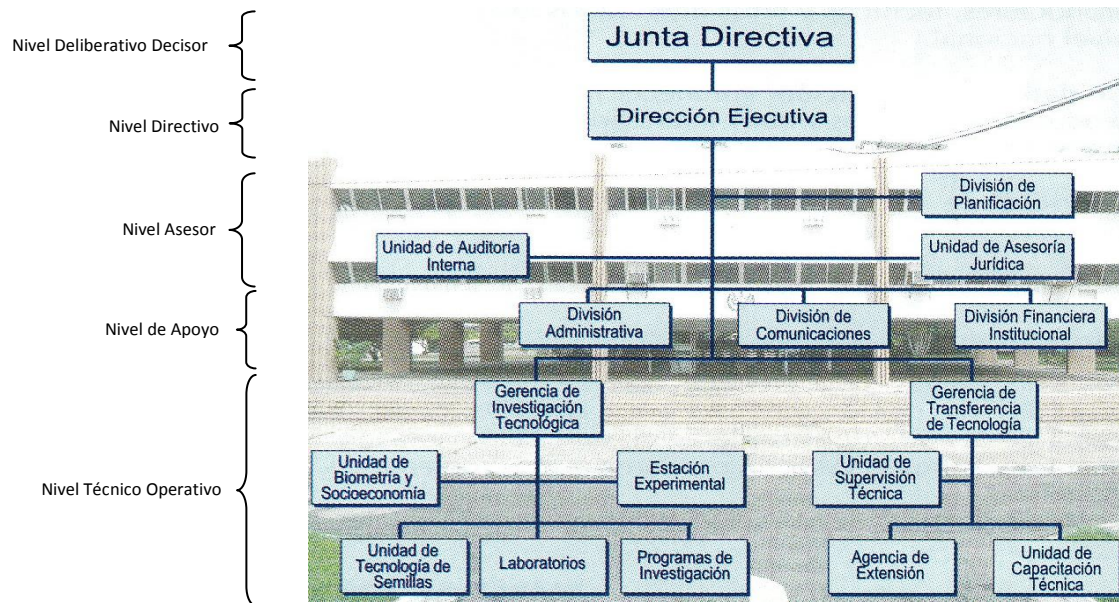 Nivel Deliberativo Decisor
Junta Directiva
Nivel Directivo
Dirección Ejecutiva
Nivel Asesor
División de
Planificación
Unidad de Auditoría
Interna
Unidad de Asesoría
Jurídica
Nivel de Apoyo
División
Administrativa
División de
Comunicaciones
División Financiera
Institucional
Nivel Técnico Operativo
Gerencia de
Investigación
Tecnológica
Gerencia de
Transferencia
de Tecnología
Unidad de
Biometría y
Socioeconomía
Estación
Experimental
Unidad de
Supervisión
Técnica
Unidad de
Tecnología de
Semillas
Laboratorios
Programas de
Investigación
Agencia de
Extensión
Unidad de
Capacitación
Técnica